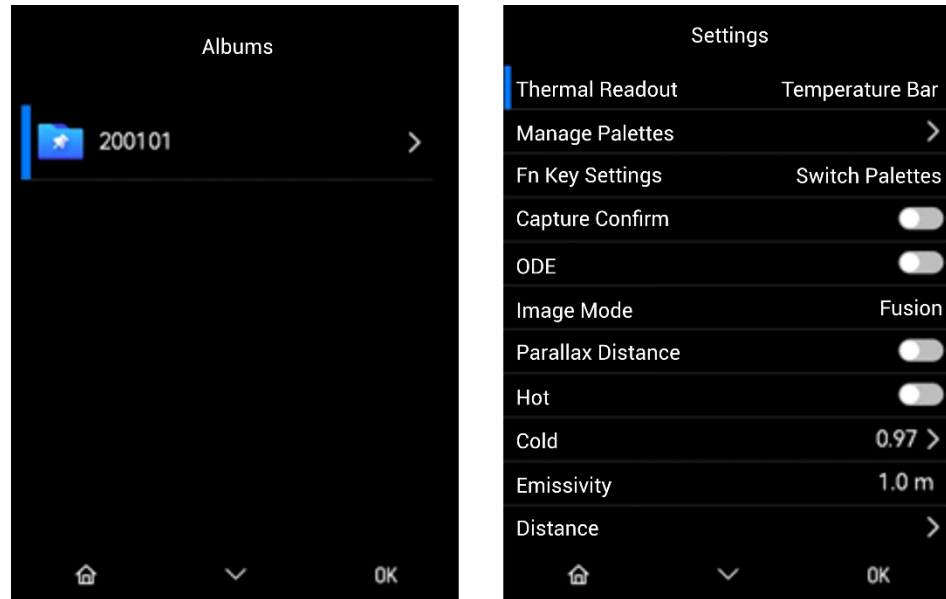 Albums
200101
OK
Settings
Thermal Readout Temperature Bar
Manage Palettes
Fn Key Settings Switch Palettes
Capture Confirm
ODE
Image Mode Fusion
Parallax Distance
Hot
Cold 0.97
Emissivity 1.0 m
Distance
OK